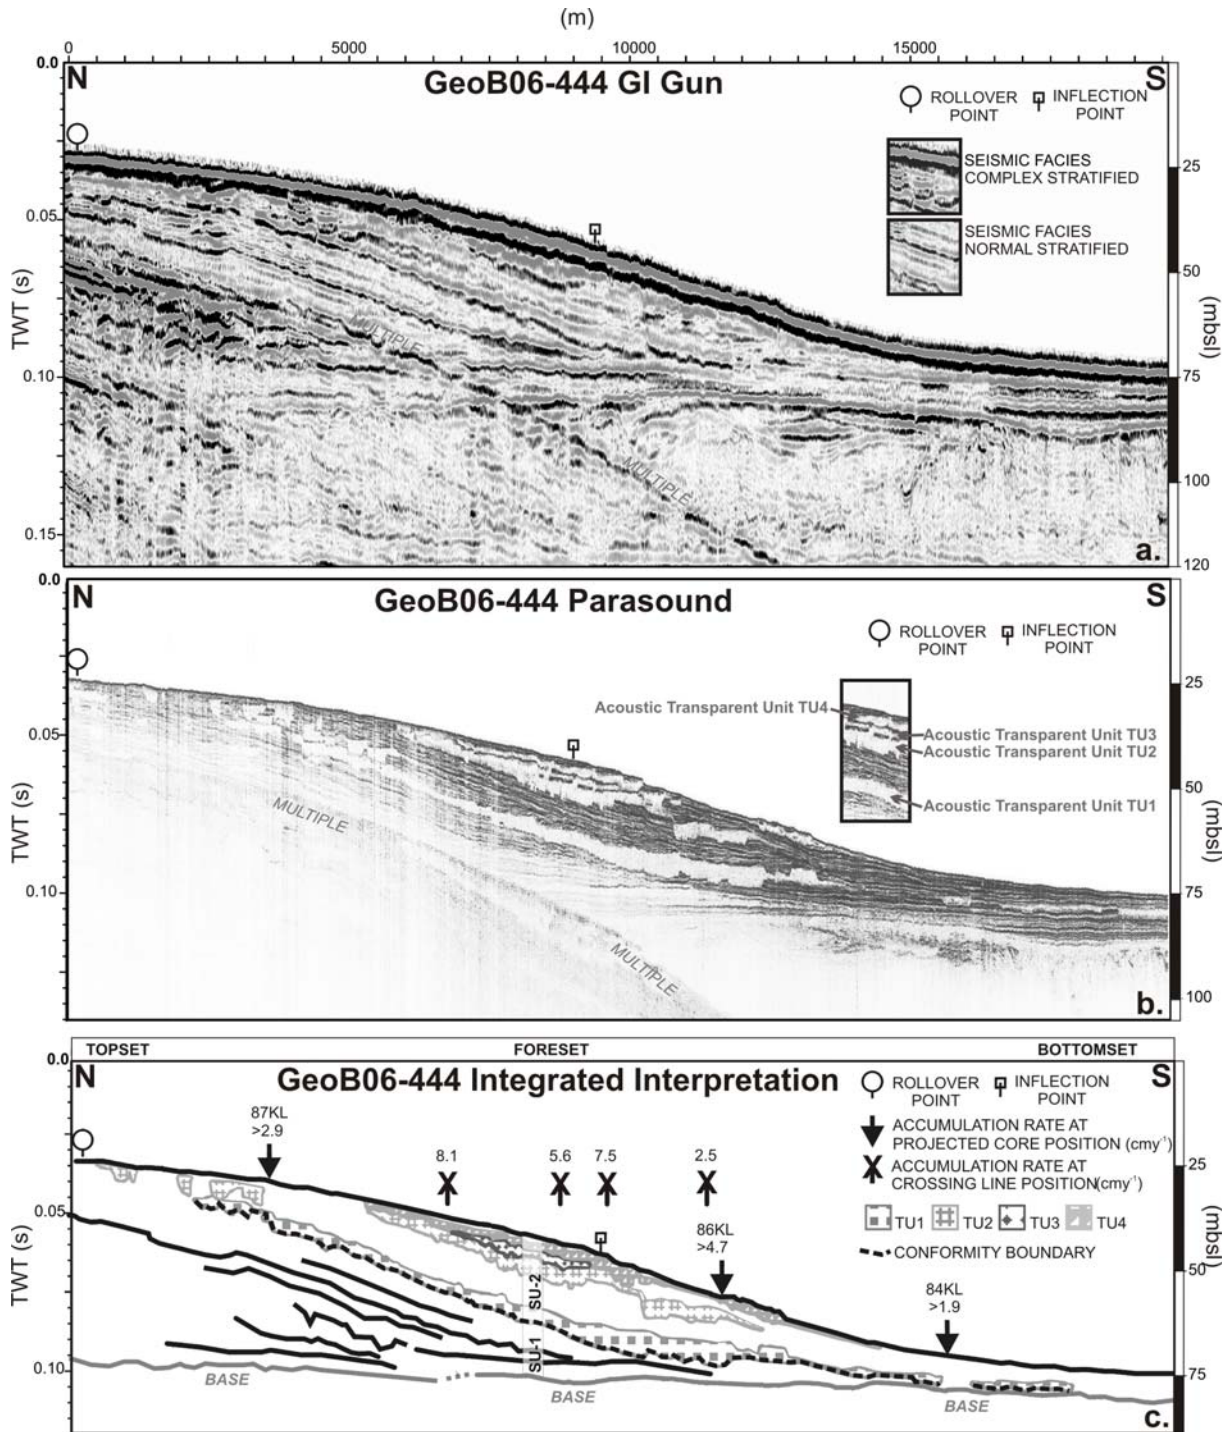 (m)
0 5000 10000 15000
0.0
N
GeoB06-444 GI Gun
S
ROLLOVER POINT
INFLECTION POINT
25
SEISMIC FACIES
COMPLEX STRATIFIED
0.05
SEISMIC FACIES
NORMAL STRATIFIED
50
TWT (s)
(mbsl)
MULTIPLE
0.10
75
MULTIPLE
100
0.15
a.
120
0.0
N
GeoB06-444 Parasound
S
ROLLOVER POINT
INFLECTION POINT
25
Acoustic Transparent Unit TU4
Acoustic Transparent Unit TU3
Acoustic Transparent Unit TU2
0.05
50
MULTIPLE
Acoustic Transparent Unit TU1
TWT (s)
(mbsl)
0.10
75
MULTIPLE
100
b.
TOPSET FORESET BOTTOMSET
0.0
N
GeoB06-444 Integrated Interpretation
S
ROLLOVER POINT
INFLECTION POINT
87KL
>2.9
ACCUMULATION RATE AT
PROJECTED CORE POSITION (cmy⁻¹)
8.1 5.6 7.5 2.5
ACCUMULATION RATE AT
CROSSING LINE POSITION (cmy⁻¹)
25
0.05
TU1 TU2 TU3 TU4
86KL
>4.7
CONFORMITY BOUNDARY
50
TWT (s)
(mbsl)
SU-2
84KL
>1.9
SU-1
0.10
BASE
BASE
BASE
75
c.